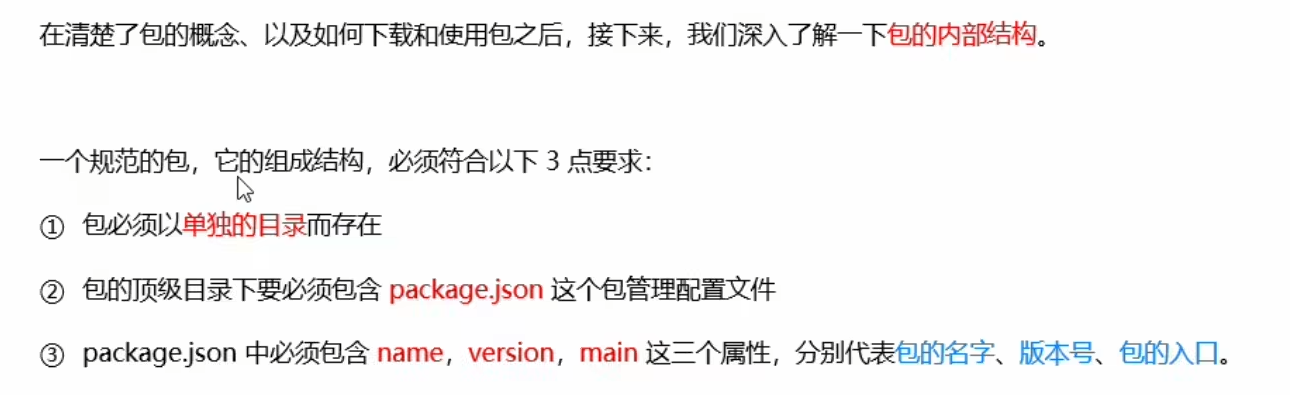 在清楚了包的概念、以及如何下载和使用包之后，接下来，我们深入了解一下包的内部结构。
一个规范的包，它的组成结构，必须符合以下 3 点要求：
① 包必须以单独的目录而存在
② 包的顶级目录下要必须包含 package.json 这个包管理配置文件
③ package.json 中必须包含 name，version，main 这三个属性，分别代表包的名字、版本号、包的入口。